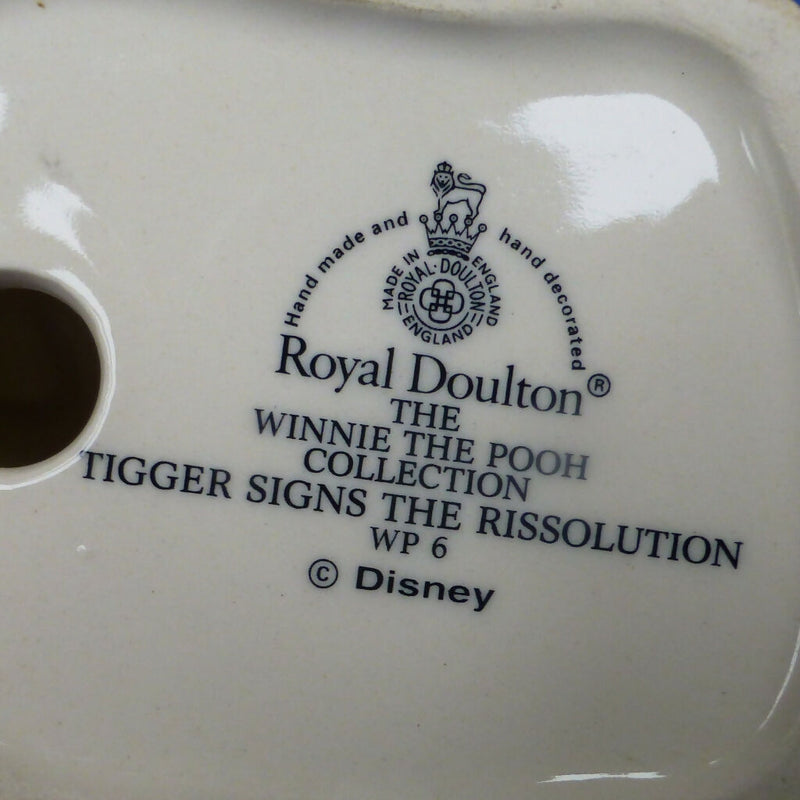 Hand made and hand decorated
MADE IN ENGLAND
ROYAL·DOULTON
ENGLAND
Royal Doulton®
THE
WINNIE THE POOH
COLLECTION
TIGGER SIGNS THE RISSOLUTION
WP 6
© Disney